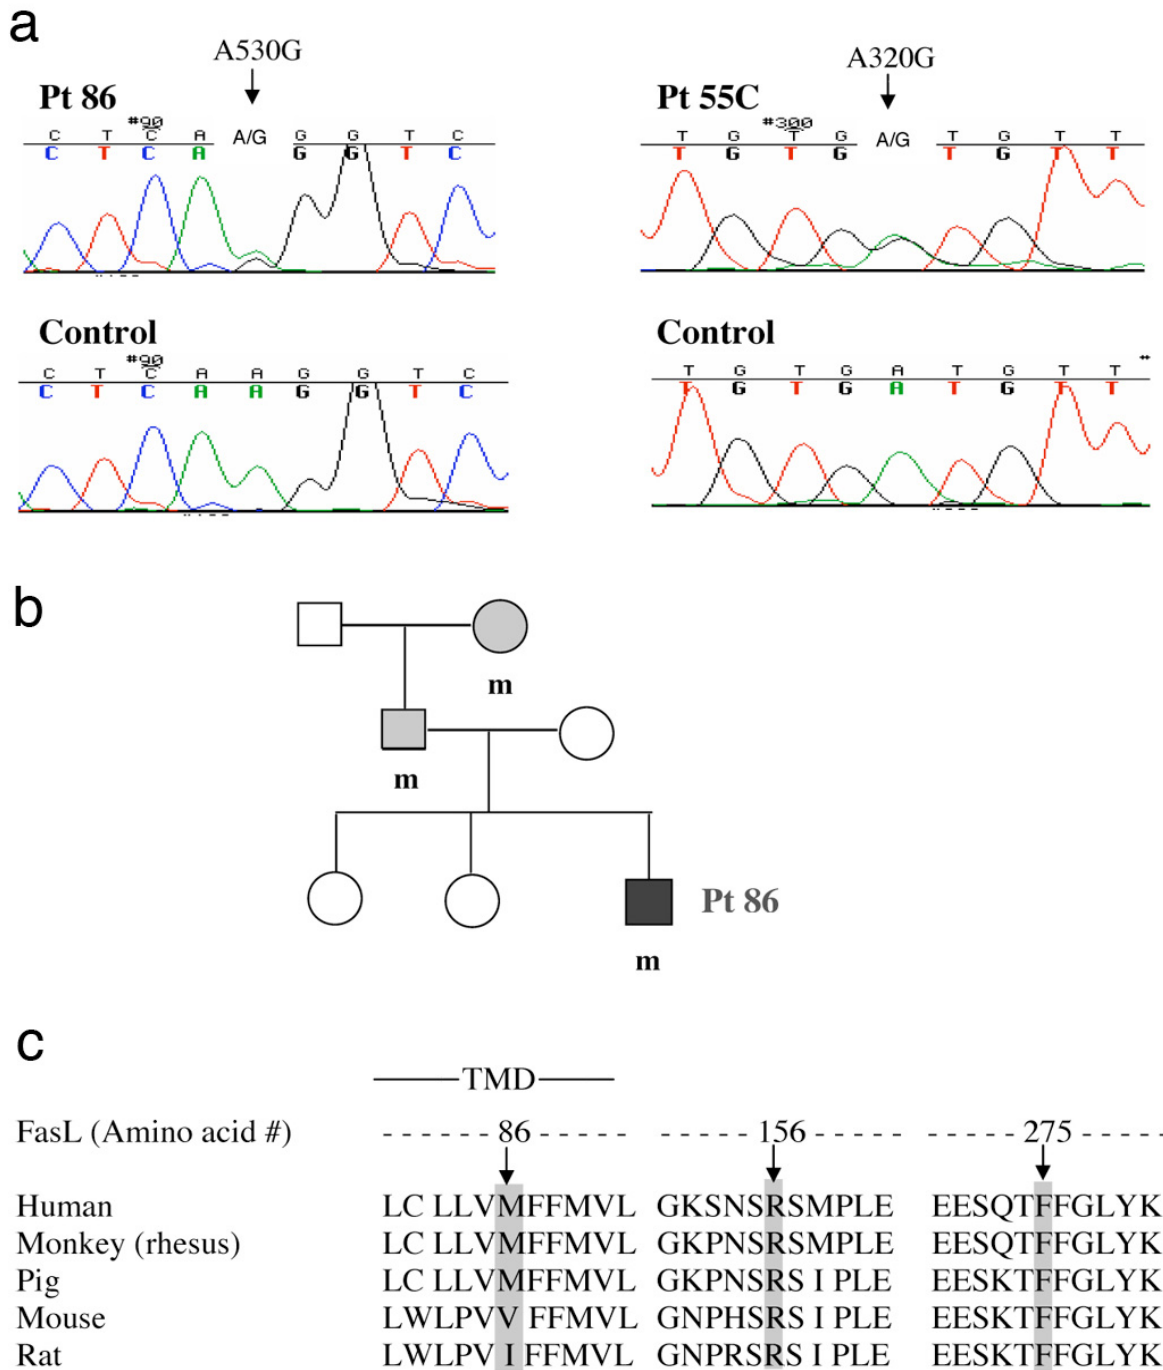 a
A530G
Pt 86
#90
C T C A A/G G G T C
C T C A G G T C
A320G
Pt 55C
#300
T G T G A/G T G T T
T G T G T G T T
Control
#90
C T C A A G G T C
C T C A A G G T C
Control
T G T G A T G T T
T G T G A T G T T
b
m
m
Pt 86
m
c
TMD
FasL (Amino acid #) - - - - - - 86 - - - - - - - - - - - 156 - - - - - - - - - - 275 - - - - -
Human LC LLVMFFMVL GKSNSRSMPLE EESQTFFGLYK
Monkey (rhesus) LC LLVMFFMVL GKPNSRSMPLE EESQTFFGLYK
Pig LC LLVMFFMVL GKPNSRS I PLE EESKTFFGLYK
Mouse LWLPVV FFMVL GNPHSRS I PLE EESKTFFGLYK
Rat LWLPV I FFMVL GNPRSRS I PLE EESKTFFGLYK